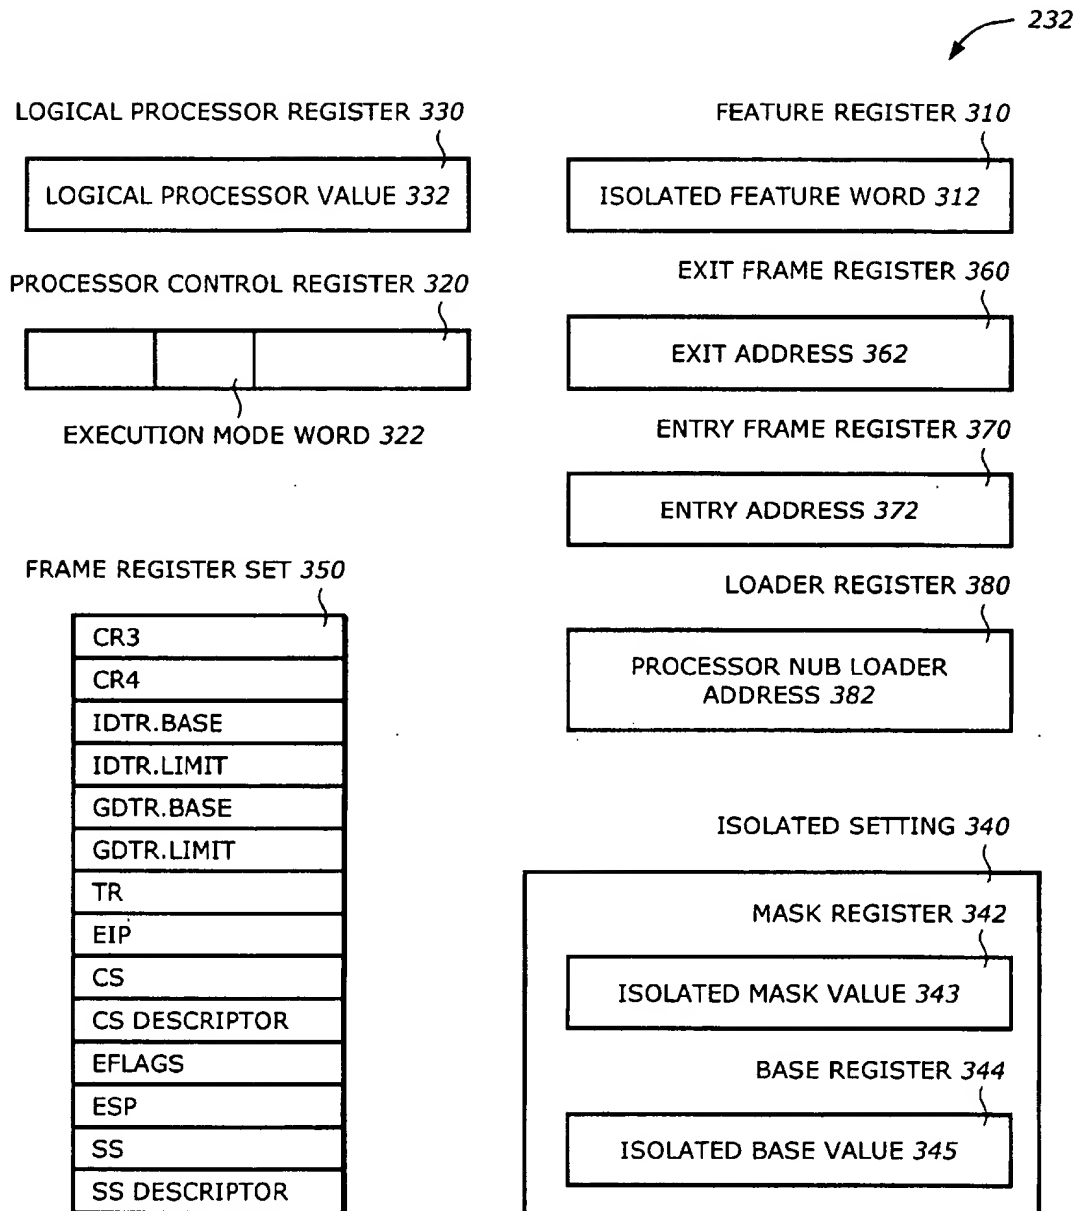 232
LOGICAL PROCESSOR REGISTER 330
LOGICAL PROCESSOR VALUE 332
PROCESSOR CONTROL REGISTER 320
EXECUTION MODE WORD 322
FRAME REGISTER SET 350
CR3
CR4
IDTR.BASE
IDTR.LIMIT
GDTR.BASE
GDTR.LIMIT
TR
EIP
CS
CS DESCRIPTOR
EFLAGS
ESP
SS
SS DESCRIPTOR
FEATURE REGISTER 310
ISOLATED FEATURE WORD 312
EXIT FRAME REGISTER 360
EXIT ADDRESS 362
ENTRY FRAME REGISTER 370
ENTRY ADDRESS 372
LOADER REGISTER 380
PROCESSOR NUB LOADER
ADDRESS 382
ISOLATED SETTING 340
MASK REGISTER 342
ISOLATED MASK VALUE 343
BASE REGISTER 344
ISOLATED BASE VALUE 345